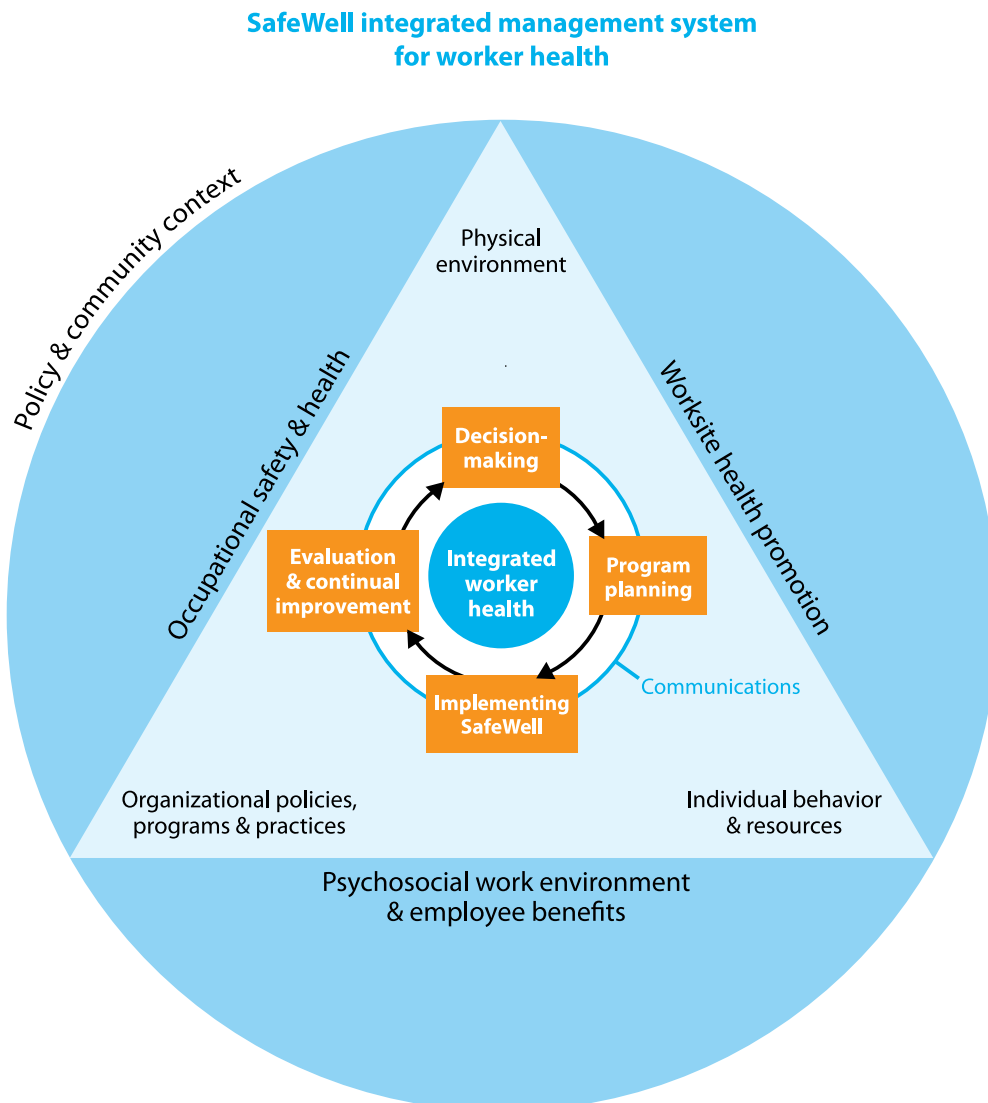 SafeWell integrated management system
for worker health
Policy & community context
Physical
environment
Occupational safety & health
Worksite health promotion
Decision-
making
Evaluation
& continual
improvement
Integrated
worker
health
Program
planning
Communications
Implementing
SafeWell
Organizational policies,
programs & practices
Individual behavior
& resources
Psychosocial work environment
& employee benefits